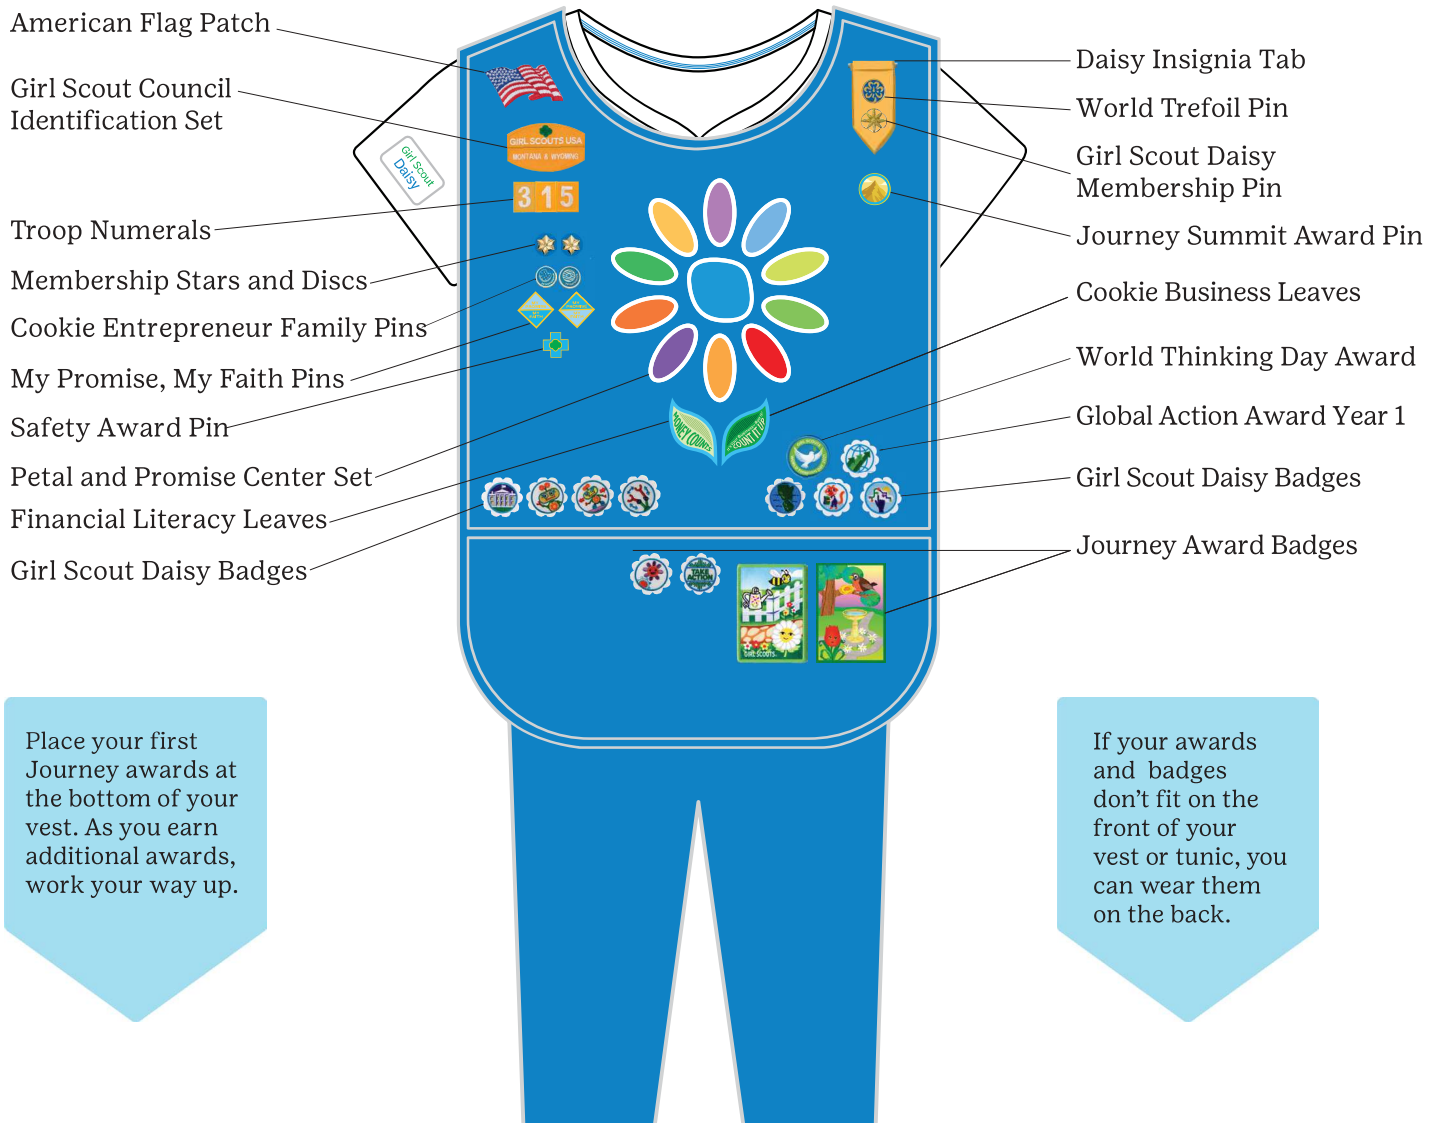 American Flag Patch
Girl Scout Council
Identification Set
Troop Numerals
Membership Stars and Discs
Cookie Entrepreneur Family Pins
My Promise, My Faith Pins
Safety Award Pin
Petal and Promise Center Set
Financial Literacy Leaves
Girl Scout Daisy Badges
Girl Scout
Daisy
GIRL SCOUTS USA
MONTANA & WYOMING
315
MONEY COUNTS
COUNT IT UP
TAKE
ACTION
GIRL SCOUTS
Daisy Insignia Tab
World Trefoil Pin
Girl Scout Daisy
Membership Pin
Journey Summit Award Pin
Cookie Business Leaves
World Thinking Day Award
Global Action Award Year 1
Girl Scout Daisy Badges
Journey Award Badges
Place your first
Journey awards at
the bottom of your
vest. As you earn
additional awards,
work your way up.
If your awards
and badges
don't fit on the
front of your
vest or tunic, you
can wear them
on the back.